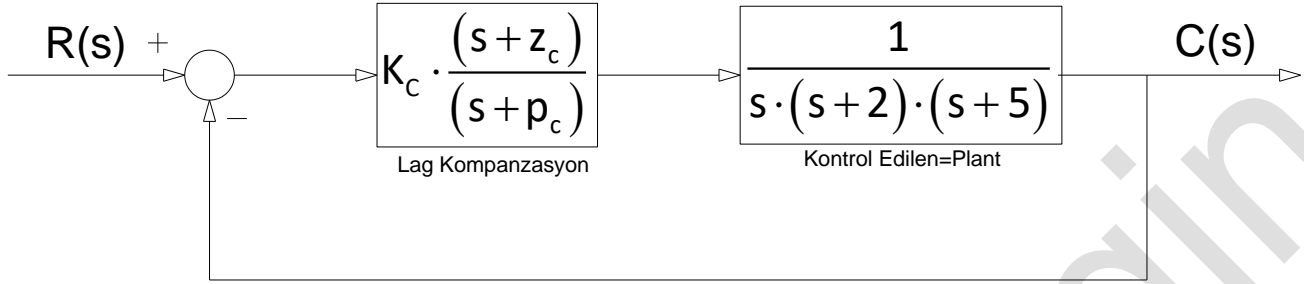 R(s) +
−
K_C · (s + z_c) / (s + p_c)
Lag Kompanzasyon
1 / s·(s + 2)·(s + 5)
Kontrol Edilen=Plant
C(s)